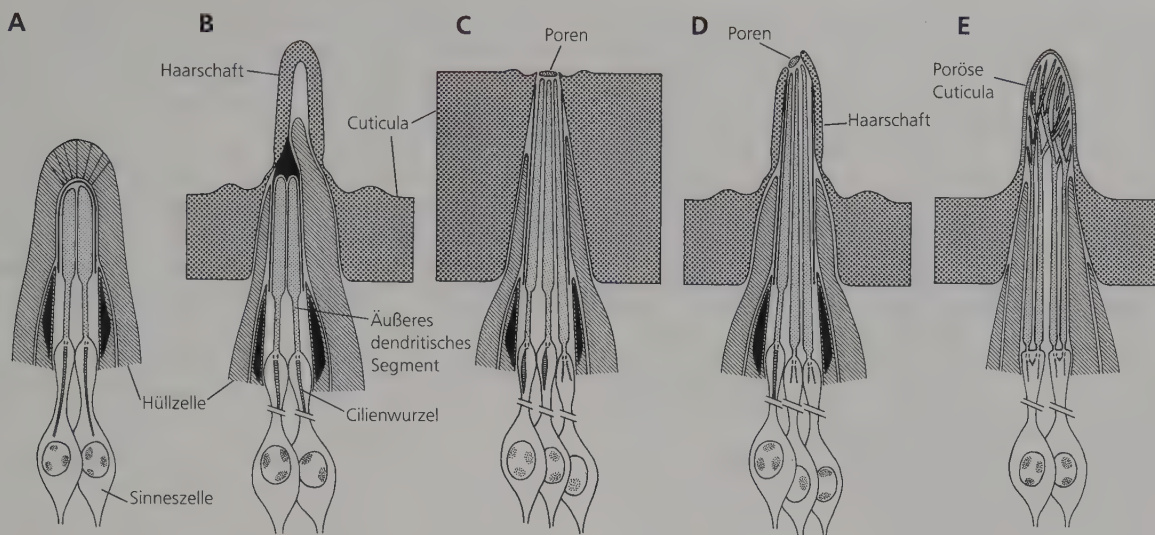 A
B
C
D
E
Poren
Poren
Haarschaft
Poröse
Cuticula
Cuticula
Haarschaft
Äußeres
dendritisches
Segment
Hüllzelle
Cilienwurzel
Sinneszelle